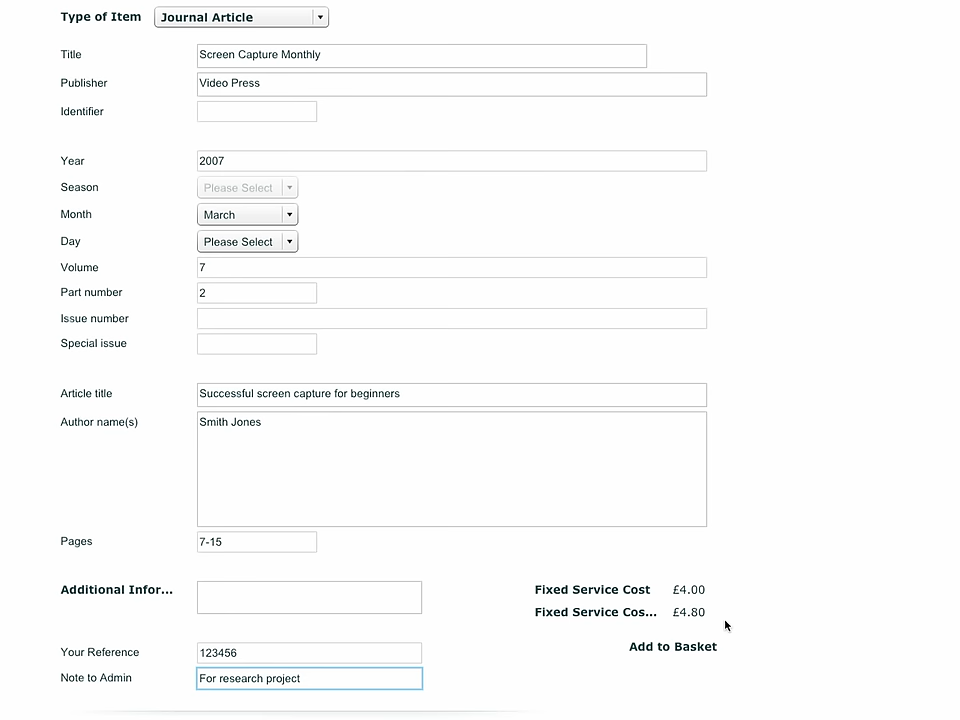 Type of Item Journal Article
Title Screen Capture Monthly
Publisher Video Press
Identifier
Year 2007
Season Please Select
Month March
Day Please Select
Volume 7
Part number 2
Issue number
Special issue
Article title Successful screen capture for beginners
Author name(s) Smith Jones
Pages 7-15
Additional Infor... Fixed Service Cost £4.00
Fixed Service Cos... £4.80
Add to Basket
Your Reference 123456
Note to Admin For research project